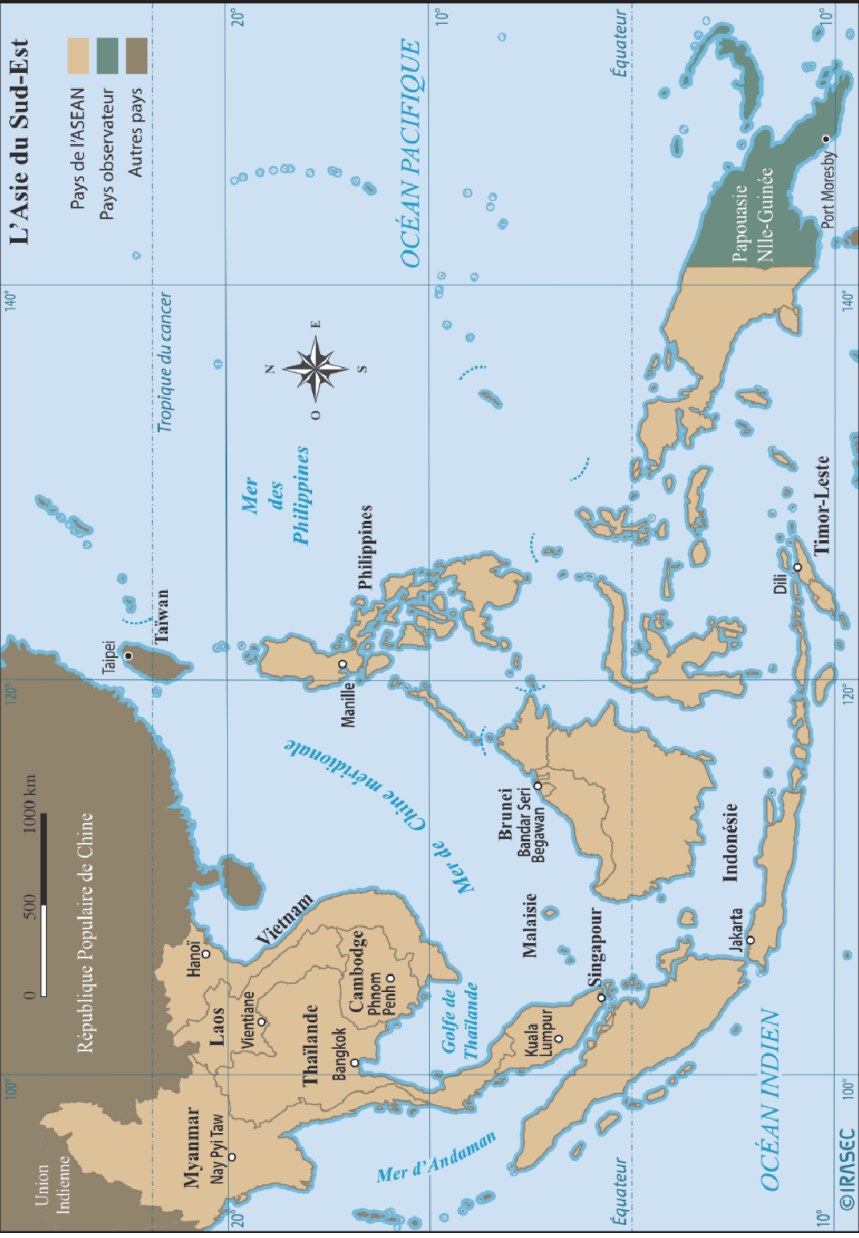 L'Asie du Sud-Est
Pays de l'ASEAN
Pays observateur
Autres pays
0 500 1000 km
100°
120°
140°
Union
Indienne
République Populaire de Chine
Taipei
Taïwan
Tropique du cancer
Hanoï
Myanmar
Nay Pyi Taw
Laos
Vientiane
Vietnam
20°
20°
Thaïlande
Bangkok
Cambodge
Phnom
Penh
Manille
Philippines
Mer
des
Philippines
N
O
E
S
Mer de Chine méridionale
OCÉAN PACIFIQUE
10°
Mer d'Andaman
Golfe de
Thaïlande
Malaisie
Brunei
Bandar Seri
Begawan
Kuala
Lumpur
Singapour
Équateur
Équateur
Indonésie
Jakarta
Dili
Timor-Leste
Papouasie
Nlle-Guinée
Port Moresby
OCÉAN INDIEN
10°
10°
100°
120°
140°
©IRASEC